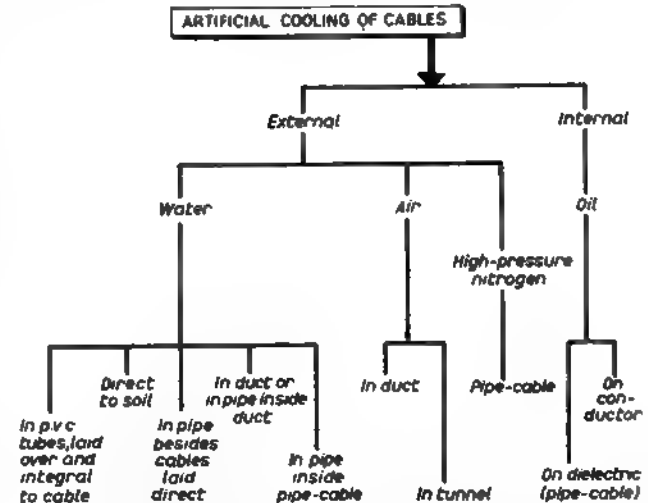 ARTIFICIAL COOLING OF CABLES
External
Internal
Water
Air
Oil
High-pressure
nitrogen
In p.v.c
tubes,laid
over and
integral
to cable
Direct
to soil
In pipe
besides
cables
laid
direct
In duct or
in pipe inside
duct
In pipe
inside
pipe-cable
In duct
In tunnel
Pipe-cable
On dielectric
(pipe-cable)
On
con-
ductor